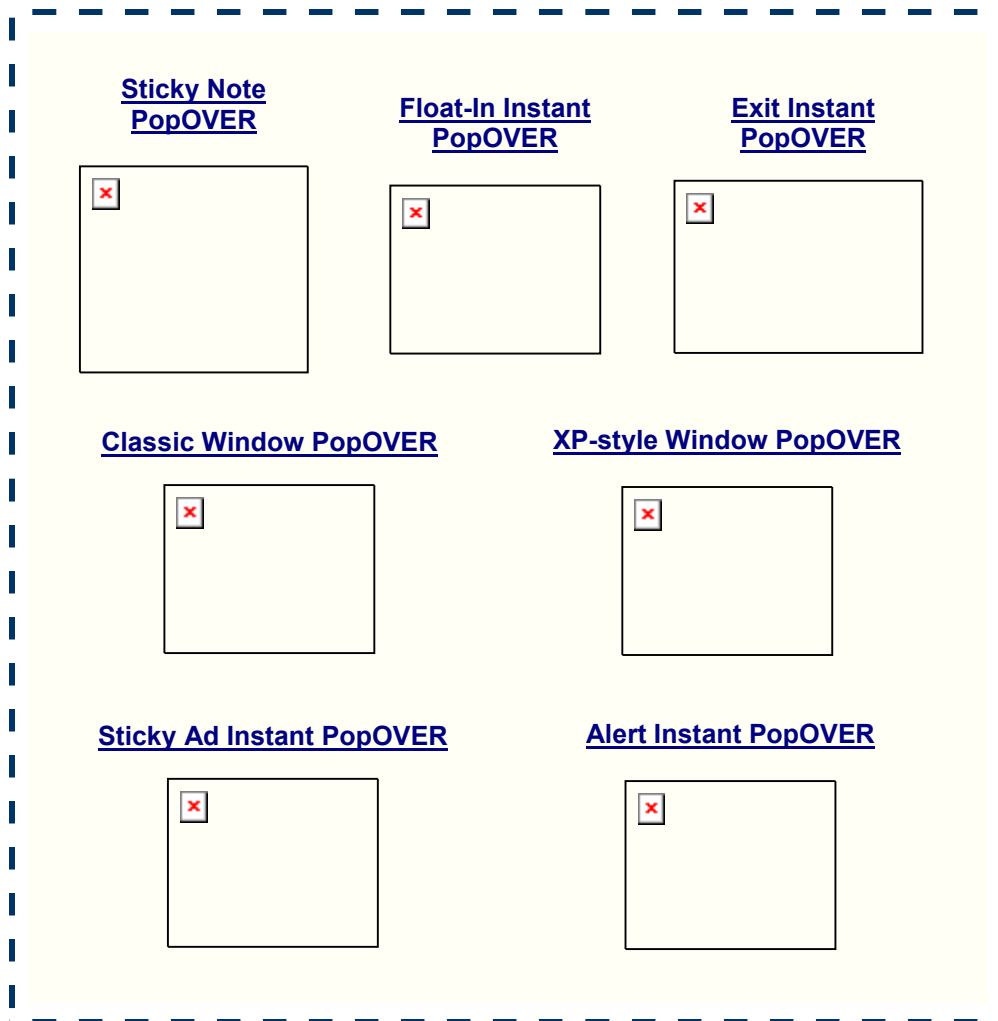 Sticky Note
PopOVER
Float-In Instant
PopOVER
Exit Instant
PopOVER
Classic Window PopOVER
XP-style Window PopOVER
Sticky Ad Instant PopOVER
Alert Instant PopOVER